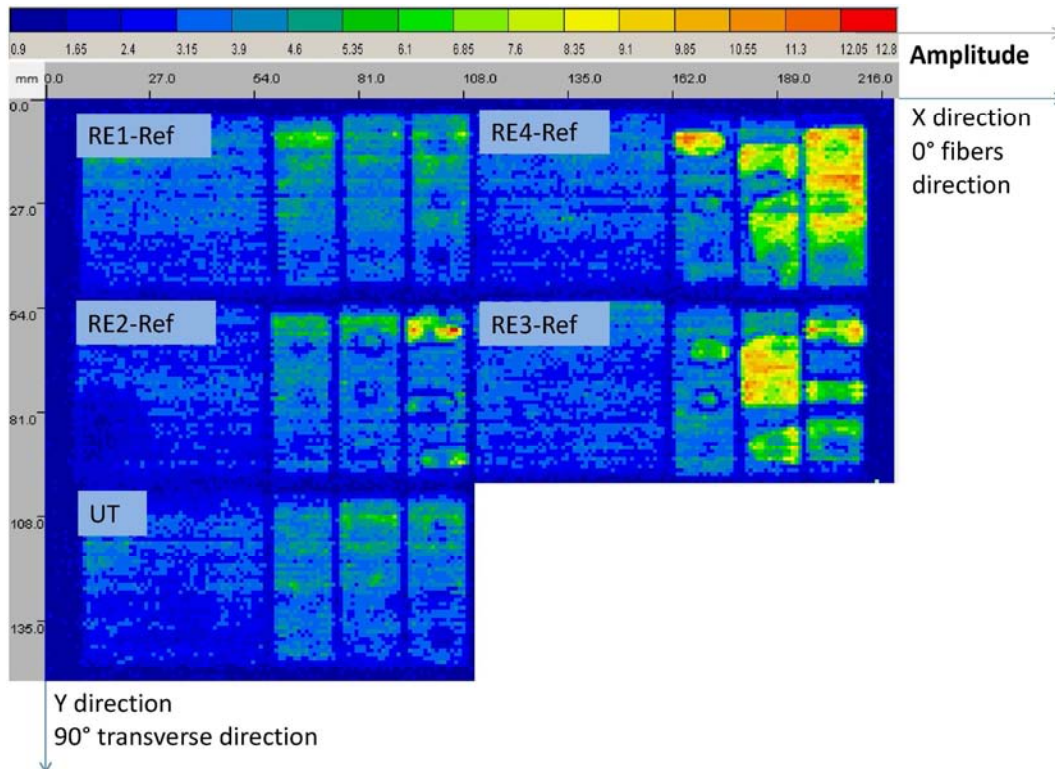 0.9 1.65 2.4 3.15 3.9 4.6 5.35 6.1 6.85 7.6 8.35 9.1 9.85 10.55 11.3 12.05 12.8
Amplitude
mm 0.0 27.0 54.0 81.0 108.0 135.0 162.0 189.0 216.0
X direction
0° fibers
direction
0.0
RE1-Ref RE4-Ref
27.0
54.0
RE2-Ref RE3-Ref
81.0
UT
108.0
135.0
Y direction
90° transverse direction